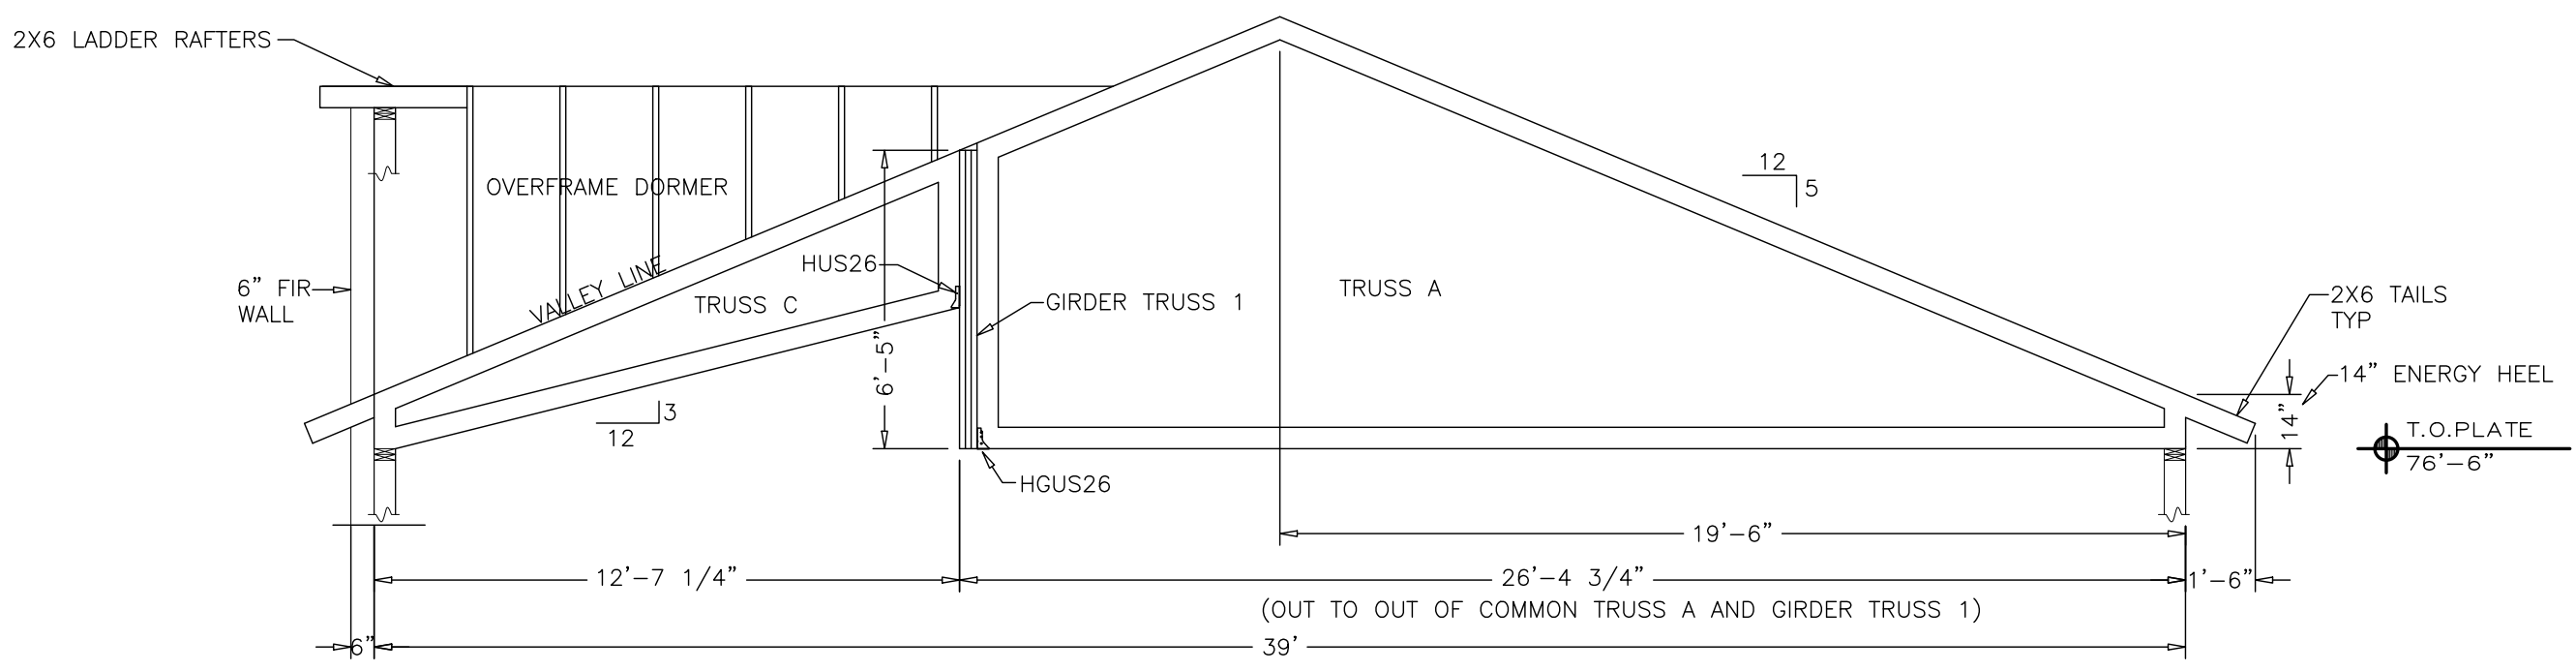 2X6 LADDER RAFTERS
OVERFRAME DORMER
12
5
HUS26
VALLEY LINE
6” FIR
WALL
TRUSS C
GIRDER TRUSS 1
TRUSS A
2X6 TAILS
TYP
6’-5”
14” ENERGY HEEL
3
12
14”
T.O.PLATE
76’-6”
HGUS26
19’-6”
12’-7 1/4”
26’-4 3/4”
1’-6”
(OUT TO OUT OF COMMON TRUSS A AND GIRDER TRUSS 1)
6”
39’